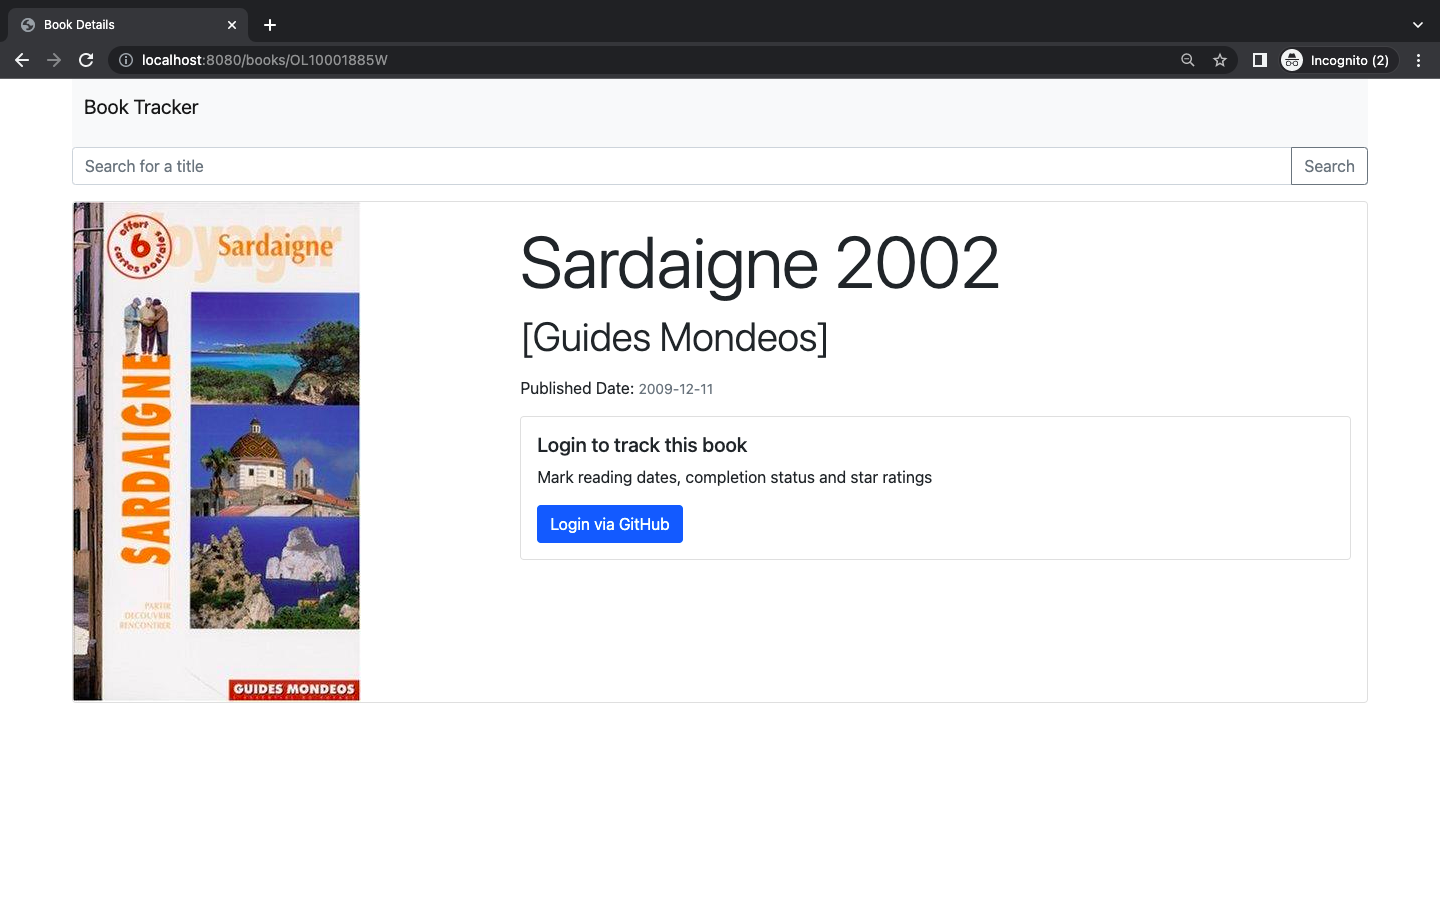 Book Details
localhost:8080/books/OL10001885W
Incognito (2)
Book Tracker
Search for a title
Search
offert
6
cartes postales
Voyager
Sardaigne
SARDAIGNE
PARTIR
DECOUVRIR
RENCONTRER
GUIDES MONDEOS
Sardaigne 2002
[Guides Mondeos]
Published Date: 2009-12-11
Login to track this book
Mark reading dates, completion status and star ratings
Login via GitHub